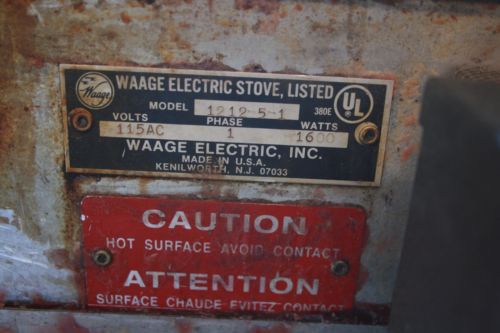 Waage
WAAGE ELECTRIC STOVE, LISTED
UL
MODEL 1212-5-1 380E
VOLTS PHASE WATTS
115AC 1 1600
WAAGE ELECTRIC, INC.
MADE IN U.S.A.
KENILWORTH, N.J. 07033
CAUTION
HOT SURFACE AVOID CONTACT
ATTENTION
SURFACE CHAUDE EVITEZ CONTACT